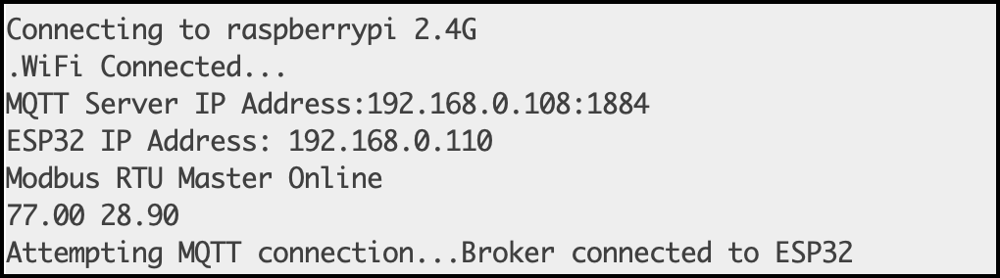 Connecting to raspberrypi 2.4G
.WiFi Connected...
MQTT Server IP Address:192.168.0.108:1884
ESP32 IP Address: 192.168.0.110
Modbus RTU Master Online
77.00 28.90
Attempting MQTT connection...Broker connected to ESP32